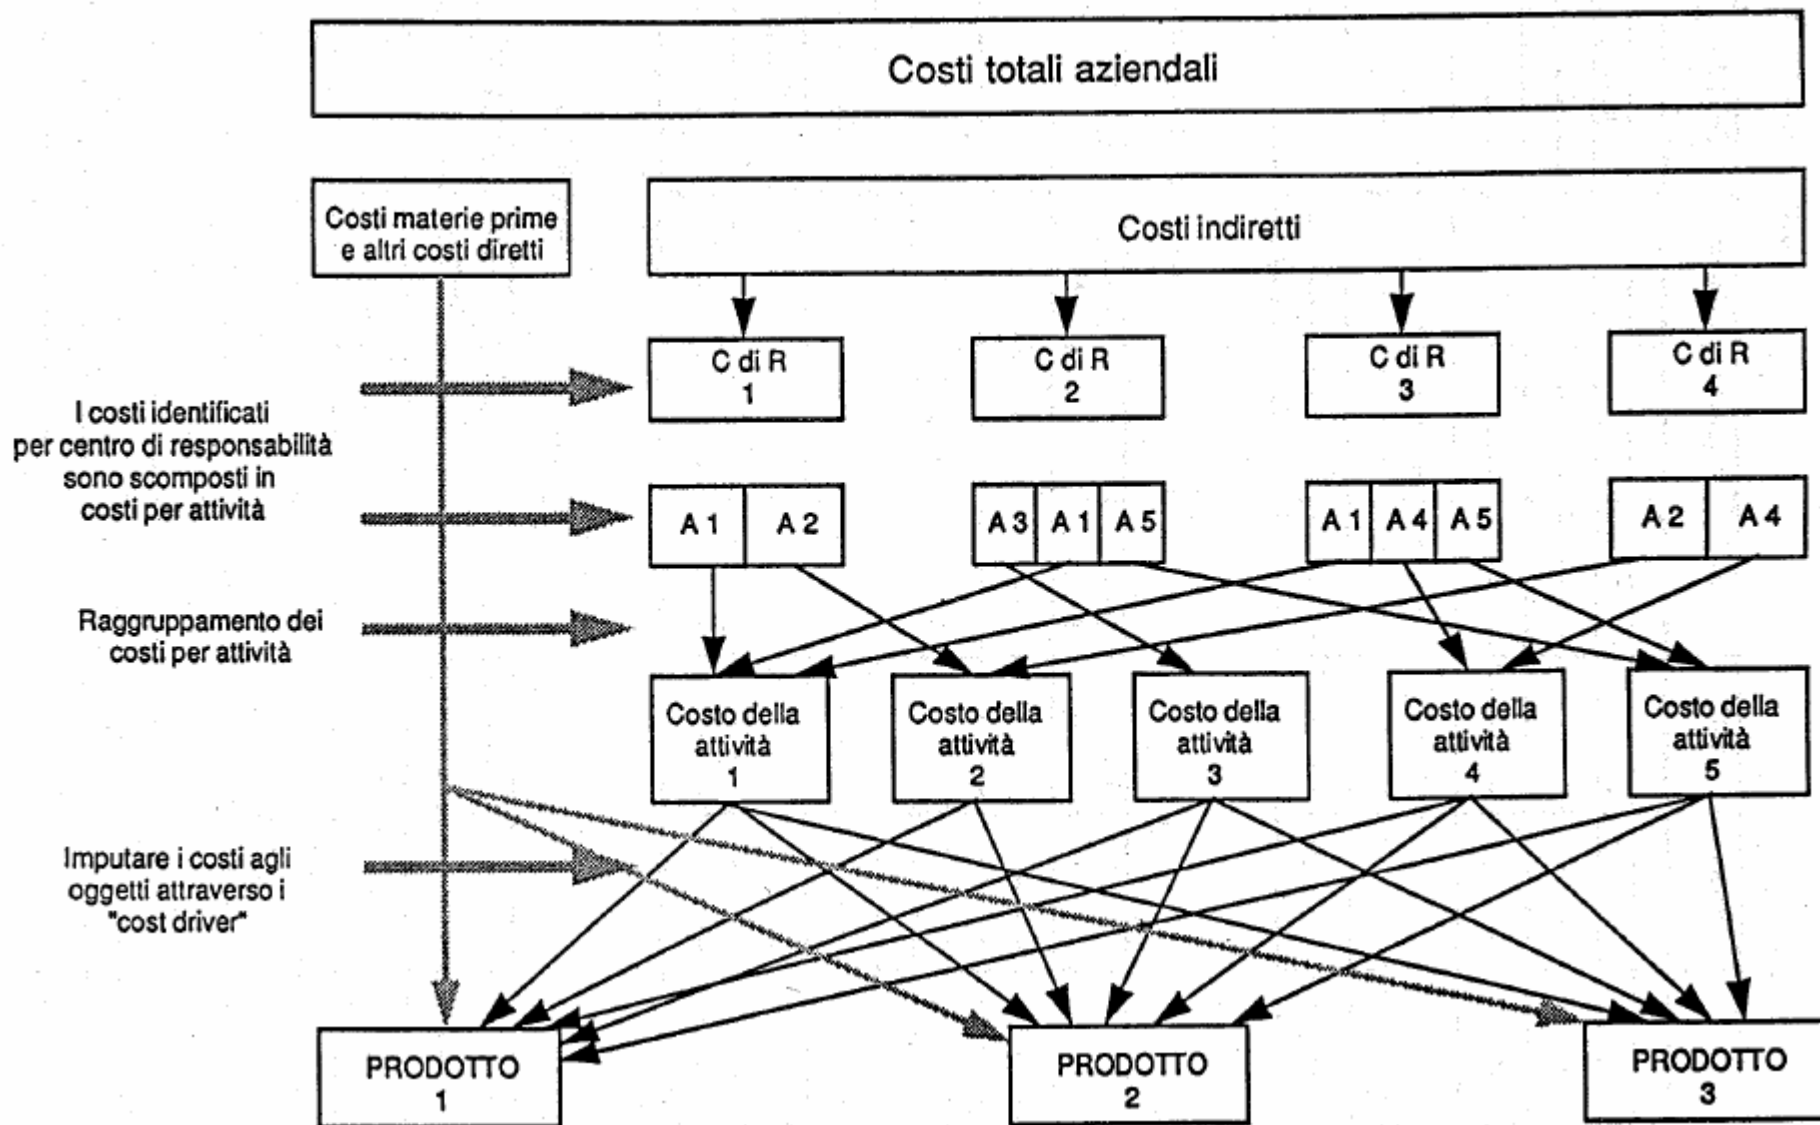 Costi totali aziendali
Costi materie prime
e altri costi diretti
Costi indiretti
C di R
1
C di R
2
C di R
3
C di R
4
I costi identificati
per centro di responsabilità
sono scomposti in
costi per attività
A 1
A 2
A 3
A 1
A 5
A 1
A 4
A 5
A 2
A 4
Raggruppamento dei
costi per attività
Costo della
attività
1
Costo della
attività
2
Costo della
attività
3
Costo della
attività
4
Costo della
attività
5
Imputare i costi agli
oggetti attraverso i
"cost driver"
PRODOTTO
1
PRODOTTO
2
PRODOTTO
3